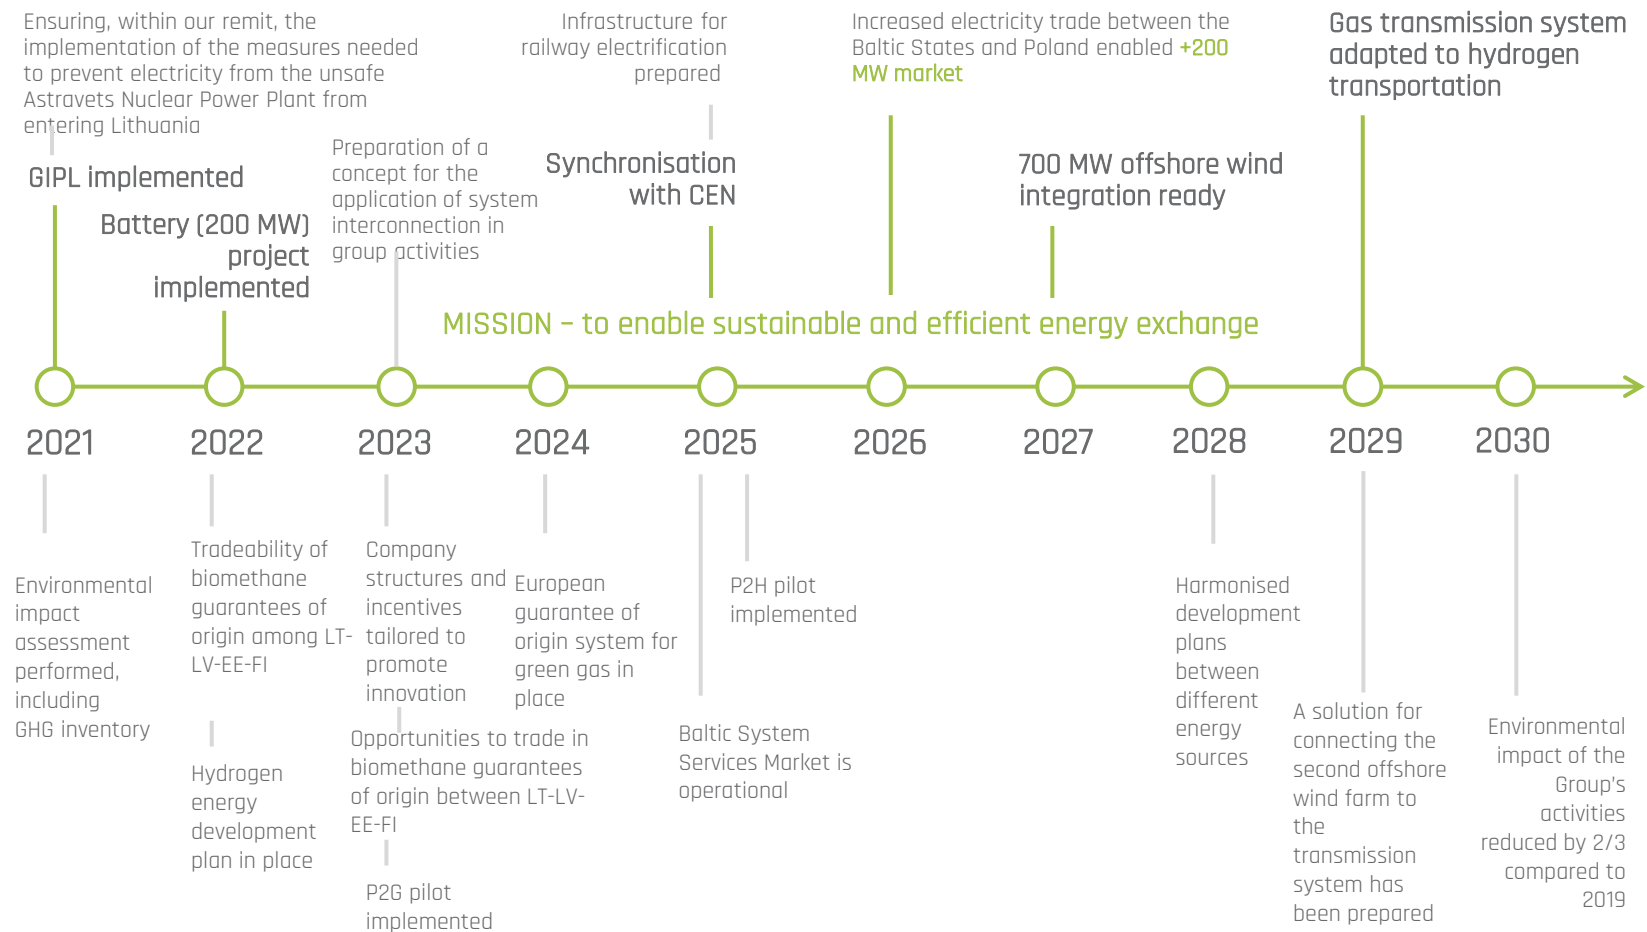 Ensuring, within our remit, the
implementation of the measures needed
to prevent electricity from the unsafe
Astravets Nuclear Power Plant from
entering Lithuania
GIPL implemented
Battery (200 MW)
project
implemented
Preparation of a
concept for the
application of system
interconnection in
group activities
Infrastructure for
railway electrification
prepared
Synchronisation
with CEN
Increased electricity trade between the
Baltic States and Poland enabled +200
MW market
700 MW offshore wind
integration ready
Gas transmission system
adapted to hydrogen
transportation
MISSION – to enable sustainable and efficient energy exchange
2021
2022
2023
2024
2025
2026
2027
2028
2029
2030
Environmental
impact
assessment
performed,
including
GHG inventory
Tradeability of
biomethane
guarantees of
origin among LT-
LV-EE-FI
Hydrogen
energy
development
plan in place
Company
structures and
incentives
tailored to
promote
innovation
Opportunities to trade in
biomethane guarantees
of origin between LT-LV-
EE-FI
P2G pilot
implemented
European
guarantee of
origin system for
green gas in
place
Baltic System
Services Market is
operational
P2H pilot
implemented
Harmonised
development
plans
between
different
energy
sources
A solution for
connecting the
second offshore
wind farm to
the
transmission
system has
been prepared
Environmental
impact of the
Group's
activities
reduced by 2/3
compared to
2019